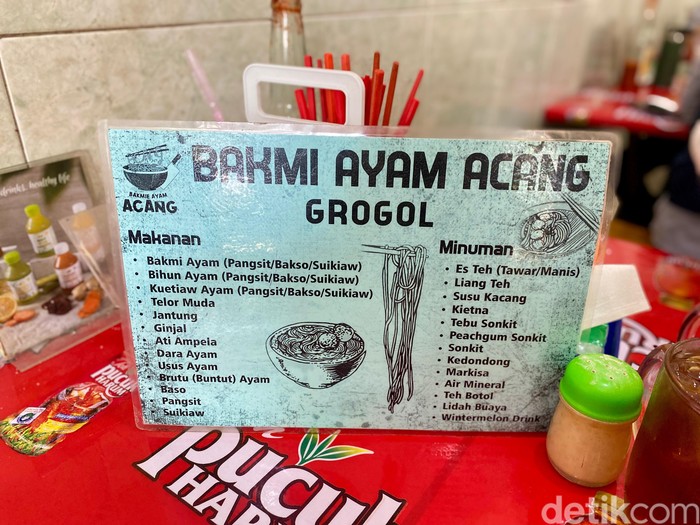 BAKMI AYAM ACANG
GROGOL
BAKMIE AYAM
ACANG
Makanan
Bakmi Ayam (Pangsit/Bakso/Suikiaw)
Bihun Ayam (Pangsit/Bakso/Suikiaw)
Kuetiaw Ayam (Pangsit/Bakso/Suikiaw)
Telor Muda
Jantung
Ginjal
Ati Ampela
Dara Ayam
Usus Ayam
Brutu (Buntut) Ayam
Baso
Pangsit
Suikiaw
Minuman
Es Teh (Tawar/Manis)
Liang Teh
Susu Kacang
Kietna
Tebu Sonkit
Peachgum Sonkit
Sonkit
Kedondong
Markisa
Air Mineral
Teh Botol
Lidah Buaya
Wintermelon Drink
drinks, healthy life
Pucuk
HARUM
pucuk
HARU
detikcom